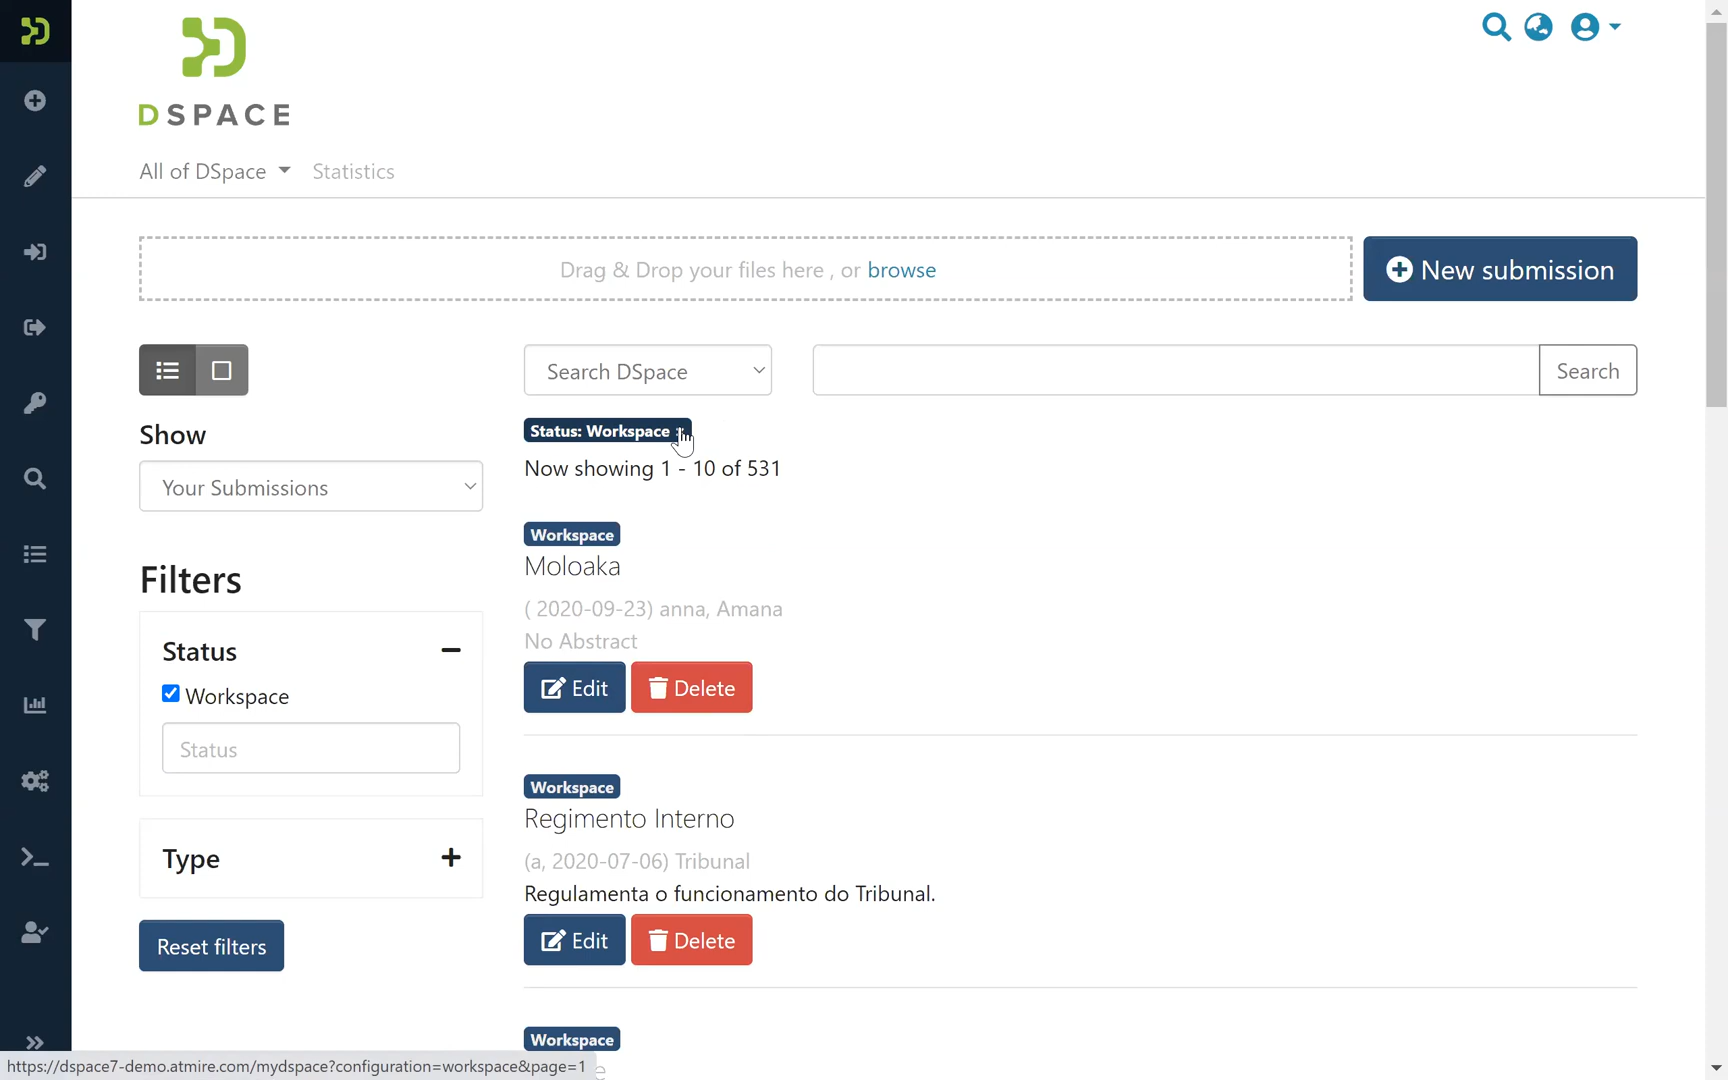 DSPACE
All of DSpace
Statistics
Drag & Drop your files here , or browse
New submission
Search DSpace
Search
Status: Workspace
Show
Now showing 1 - 10 of 531
Your Submissions
Workspace
Moloaka
Filters
( 2020-09-23) anna, Amana
No Abstract
Status
Edit
Delete
Workspace
Status
Workspace
Regimento Interno
(a, 2020-07-06) Tribunal
Type
Regulamenta o funcionamento do Tribunal.
Edit
Delete
Reset filters
Workspace
https://dspace7-demo.atmire.com/mydspace?configuration=workspace&page=1